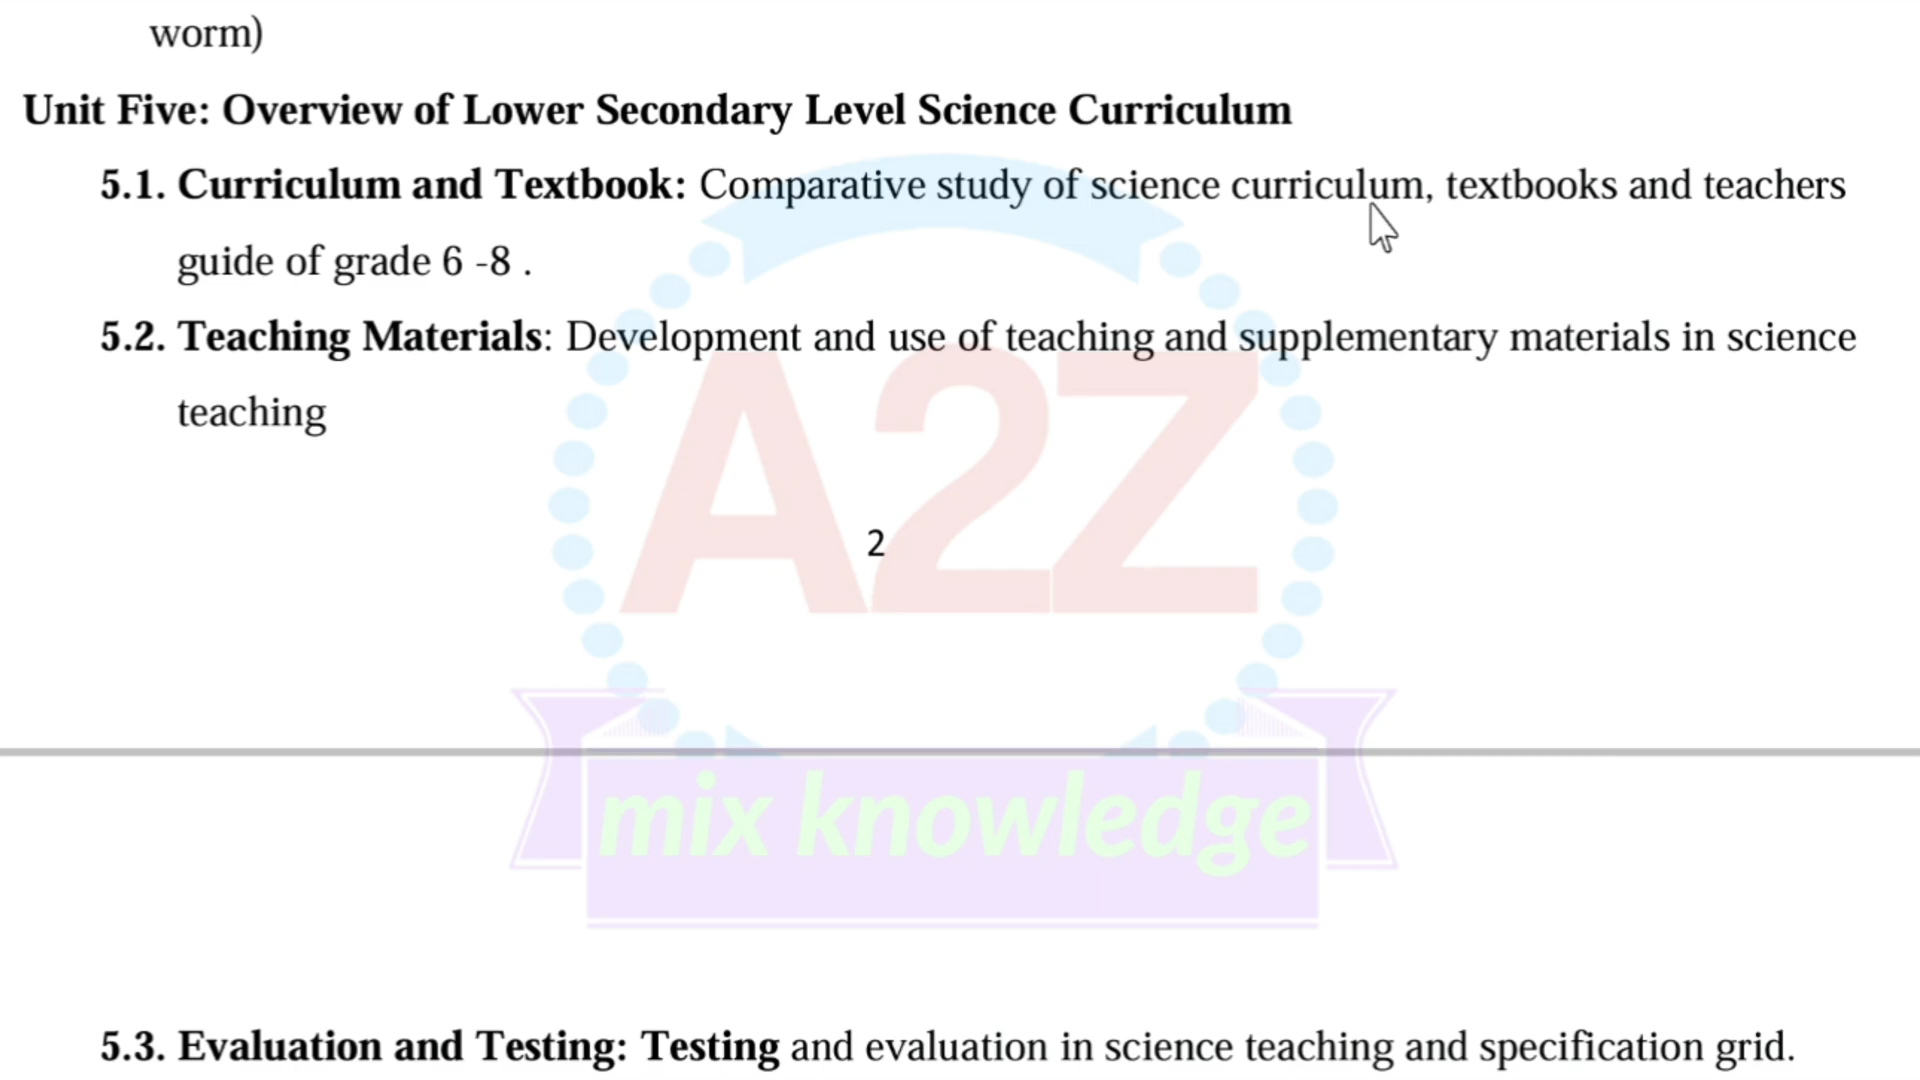 worm)
Unit Five: Overview of Lower Secondary Level Science Curriculum
5.1. Curriculum and Textbook: Comparative study of science curriculum, textbooks and teachers
guide of grade 6 -8 .
5.2. Teaching Materials: Development and use of teaching and supplementary materials in science
teaching
A2Z
2
mix knowledge
5.3. Evaluation and Testing: Testing and evaluation in science teaching and specification grid.